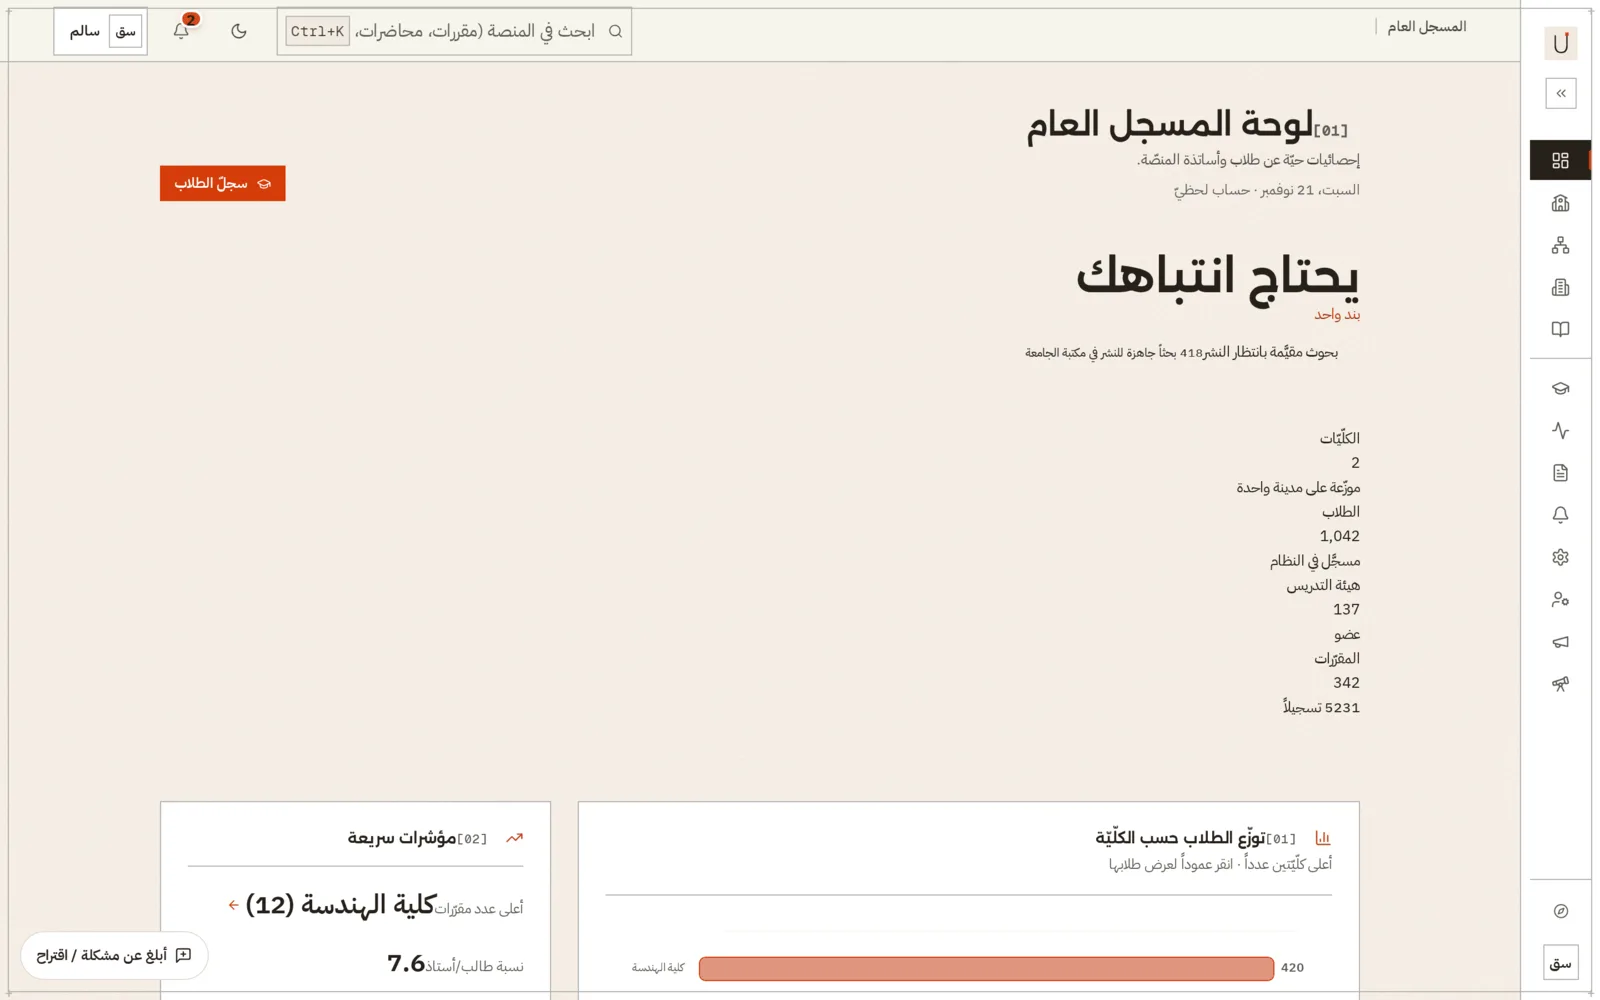 المسجل العام
ابحث في المنصة (مقررات، محاضرات، Ctrl+K
2
سق سالم
[01] لوحة المسجل العام
إحصائيات حيّة عن طلاب وأساتذة المنصّة.
السبت، 21 نوفمبر · حساب لحظيّ
سجلّ الطلاب
يحتاج انتباهك
بند واحد
بحوث مقيَّمة بانتظار النشر 418 بحثاً جاهزة للنشر في مكتبة الجامعة
الكلّيّات
2
موزّعة على مدينة واحدة
الطلاب
1,042
مسجَّل في النظام
هيئة التدريس
137
عضو
المقرّرات
342
5231 تسجيلاً
[01] توزّع الطلاب حسب الكلّيّة
أعلى كلّيّتين عدداً · انقر عموداً لعرض طلابها
420 كلية الهندسة
[02] مؤشرات سريعة
أعلى عدد مقرّرات كلية الهندسة (12) ←
نسبة طالب/أستاذ 7.6
أبلغ عن مشكلة / اقتراح
سق